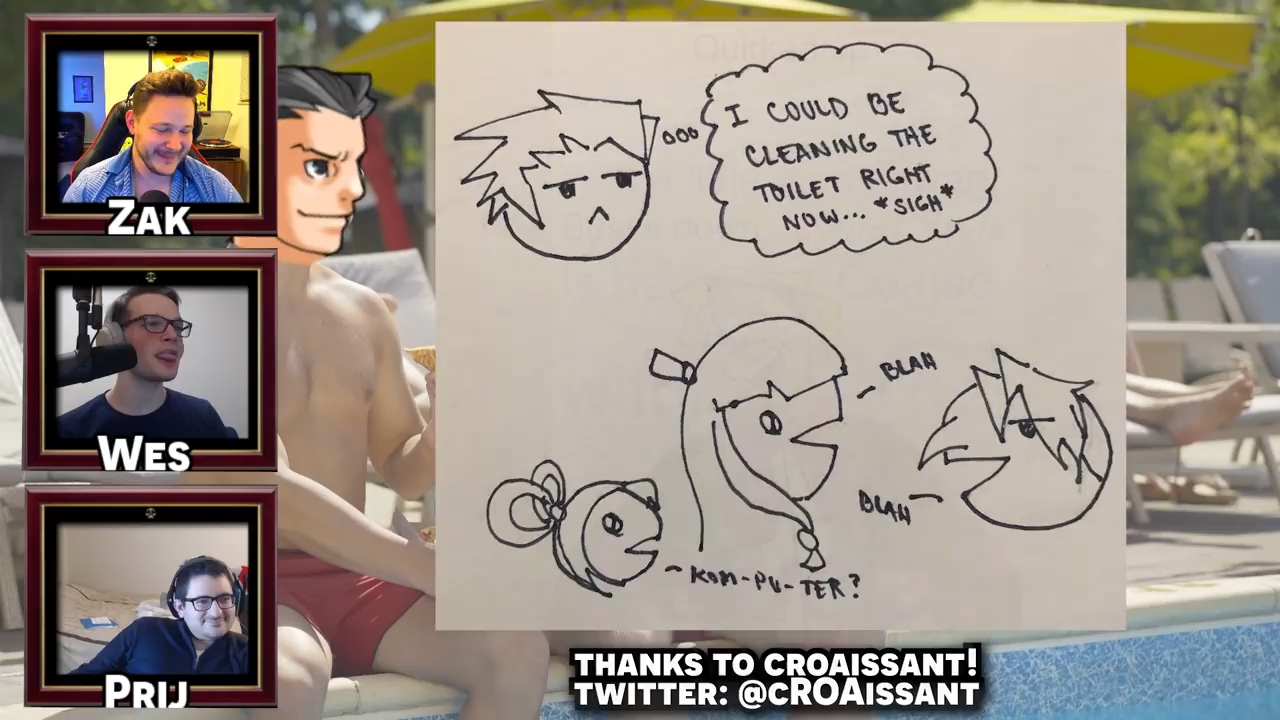 ZAK
WES
PRIJ
I COULD BE
CLEANING THE
TOILET RIGHT
NOW... *SIGH*
BLAH
BLAH
KOM-PU-TER?
THANKS TO CROAISSANT!
TWITTER: @CROAISSANT